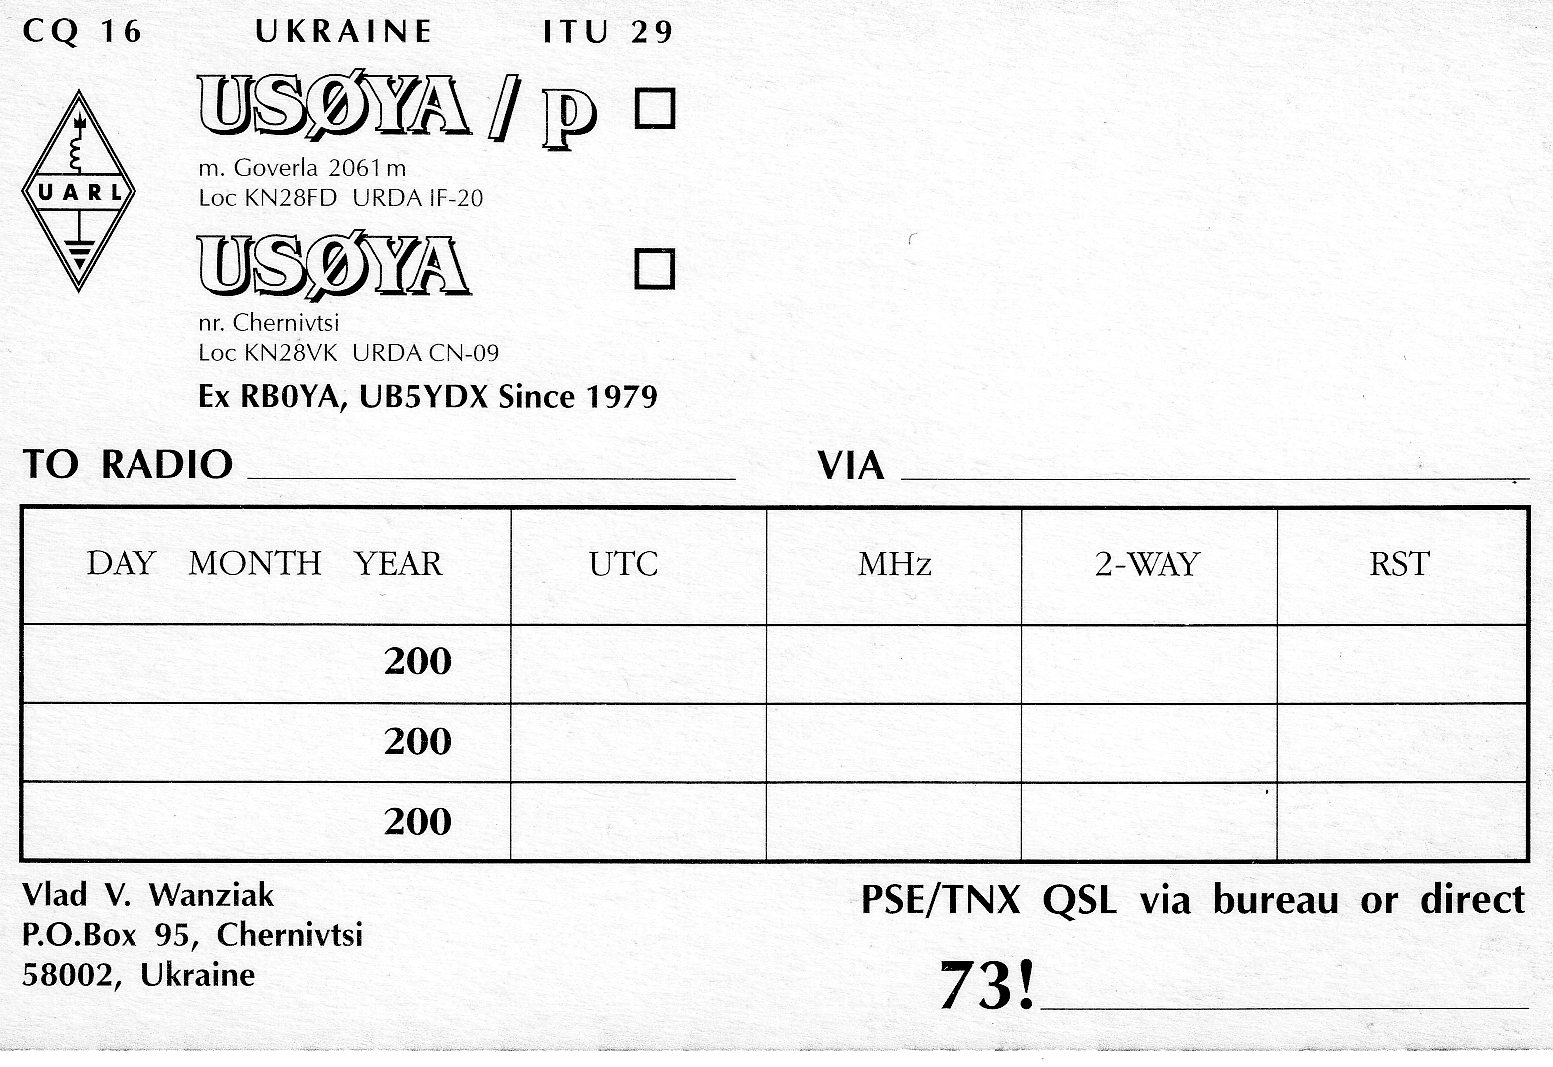 CQ 16 UKRAINE ITU 29
USØYA / p
m. Goverla 2061 m
Loc KN28FD URDA IF-20
UARL
USØYA
nr. Chernivtsi
Loc KN28VK URDA CN-09
Ex RB0YA, UB5YDX Since 1979
TO RADIO VIA
DAY MONTH YEAR UTC MHz 2-WAY RST
200
200
200
Vlad V. Wanziak
P.O.Box 95, Chernivtsi
58002, Ukraine
PSE/TNX QSL via bureau or direct
73!